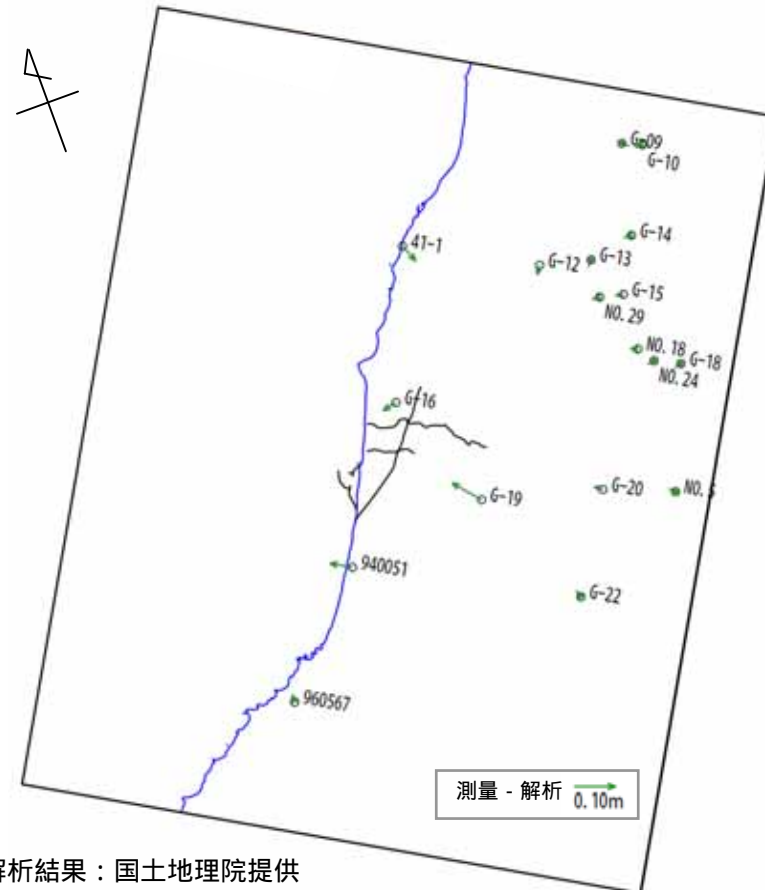 G-09
G-10
G-14
41-1
G-12
G-13
G-15
NO. 29
NO. 18
G-18
NO. 24
G-16
G-19
G-20
NO. 5
940051
G-22
960567
測量 - 解析
0. 10m
解析結果：国土地理院提供